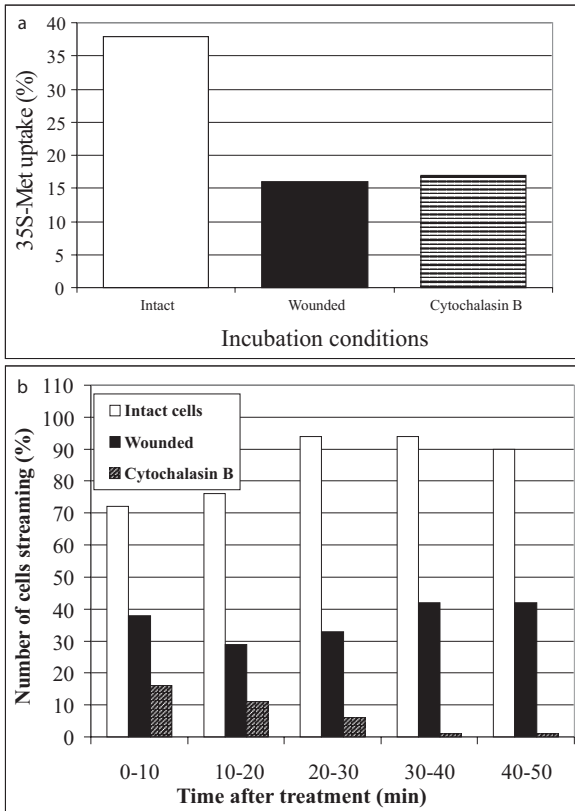 a
40
35
30
25
20
15
10
5
0
35S-Met uptake (%)
Intact Wounded Cytochalasin B
Incubation conditions
b
110
100
90
80
70
60
50
40
30
20
10
0
Number of cells streaming (%)
Intact cells
Wounded
Cytochalasin B
0-10 10-20 20-30 30-40 40-50
Time after treatment (min)